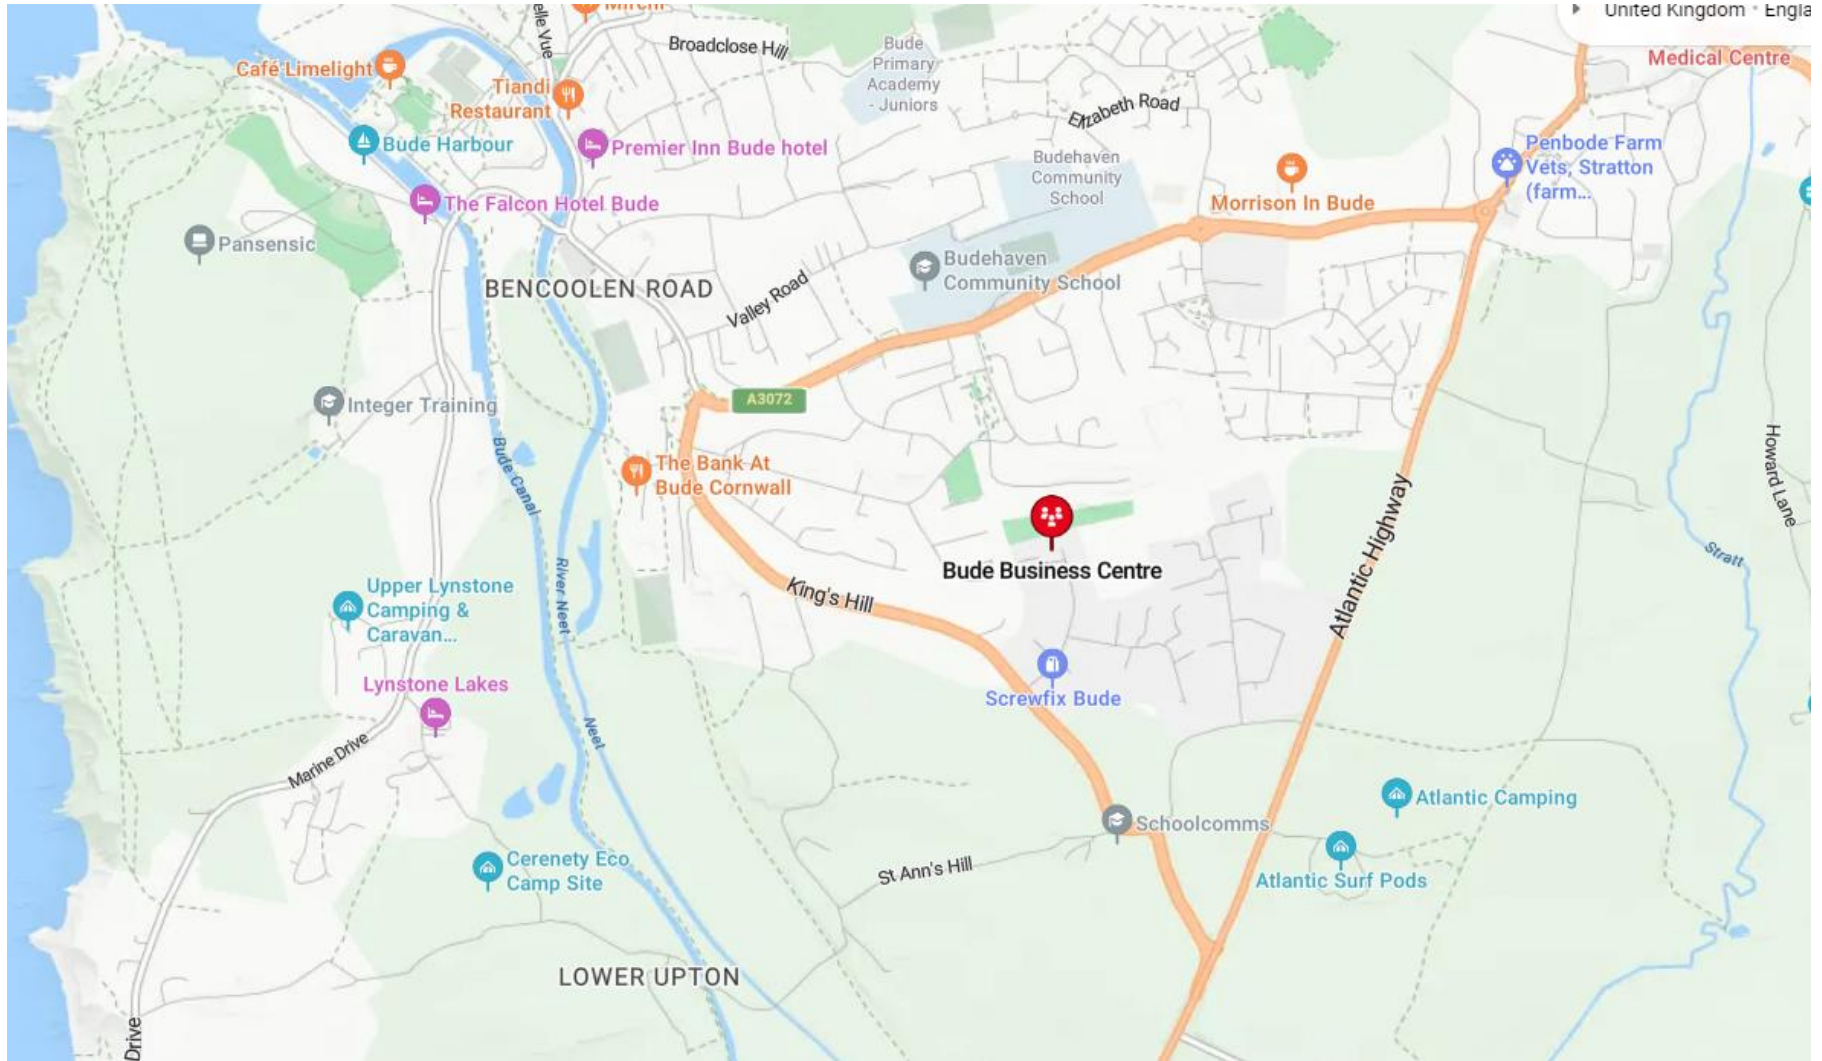 Mirchi
United Kingdom · Engla
elle Vue
Broadclose Hill
Bude
Primary
Academy
- Juniors
Medical Centre
Café Limelight
Tiandi
Restaurant
Elizabeth Road
Bude Harbour
Premier Inn Bude hotel
Budehaven
Community
School
Penbode Farm
Vets, Stratton
(farm...
The Falcon Hotel Bude
Morrison In Bude
Pansensic
Budehaven
Community School
BENCOOLEN ROAD
Valley Road
Integer Training
A3072
Bude Canal
The Bank At
Bude Cornwall
Howard Lane
Atlantic Highway
Stratt
Bude Business Centre
River Neet
King's Hill
Upper Lynstone
Camping &
Caravan...
Lynstone Lakes
Screwfix Bude
Neet
Marine Drive
Atlantic Camping
Schoolcomms
St Ann's Hill
Atlantic Surf Pods
Cerenety Eco
Camp Site
LOWER UPTON
Drive